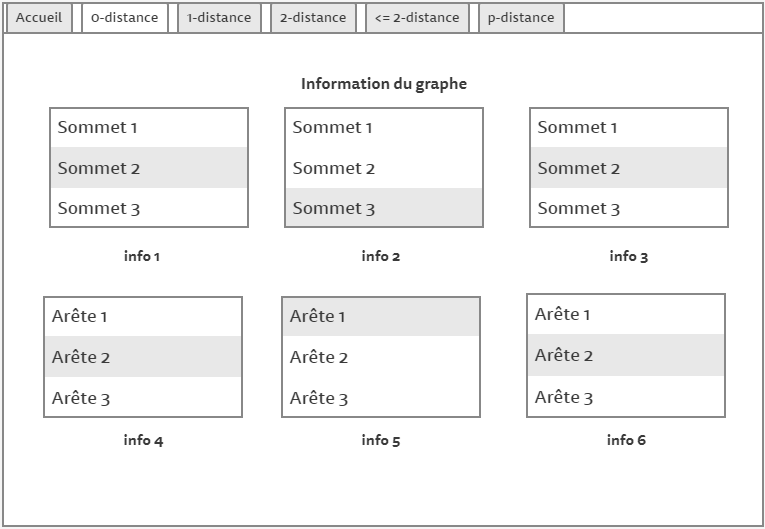 Accueil 0-distance 1-distance 2-distance <= 2-distance p-distance
Information du graphe
Sommet 1
Sommet 2
Sommet 3
info 1
Sommet 1
Sommet 2
Sommet 3
info 2
Sommet 1
Sommet 2
Sommet 3
info 3
Arête 1
Arête 2
Arête 3
info 4
Arête 1
Arête 2
Arête 3
info 5
Arête 1
Arête 2
Arête 3
info 6